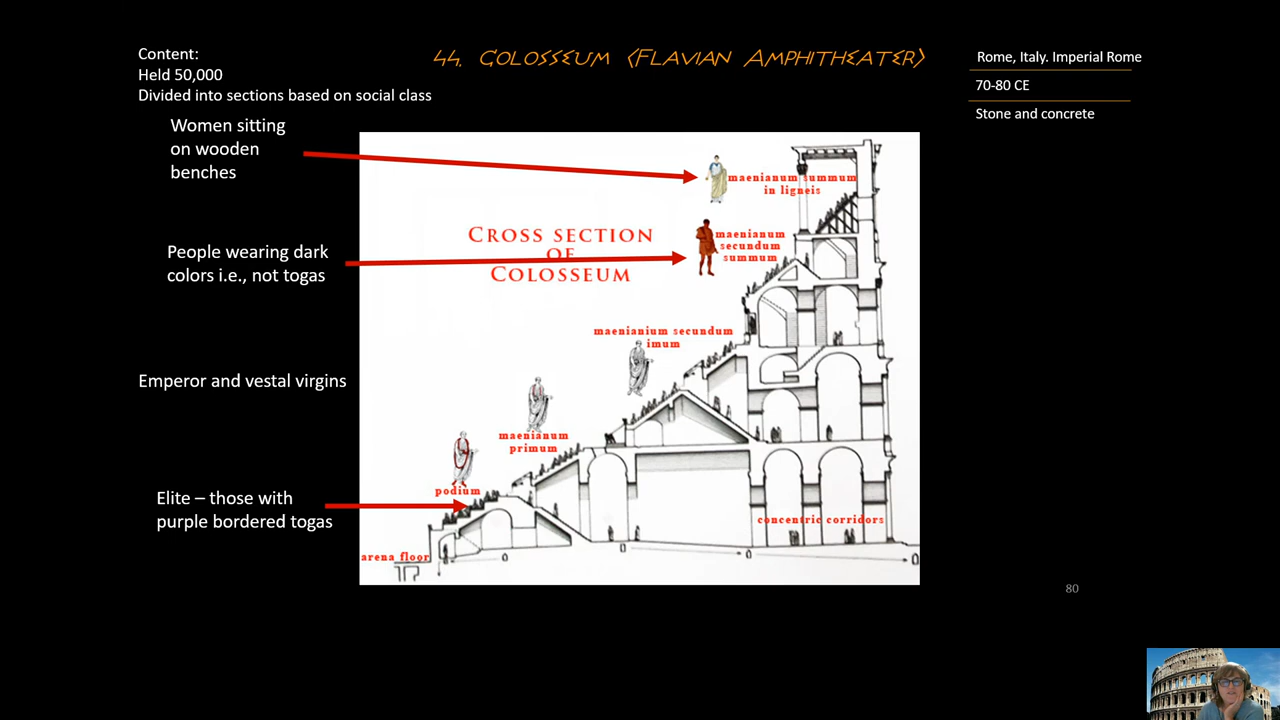 Content:
Held 50,000
Divided into sections based on social class
44. Colosseum (Flavian Amphitheater)
Rome, Italy. Imperial Rome
70-80 CE
Stone and concrete
Women sitting
on wooden
benches
maenianum summum
in ligneis
Cross section
of
Colosseum
maenianum
secundum
summum
People wearing dark
colors i.e., not togas
maenianium secundum
imum
Emperor and vestal virgins
maenianum
primum
podium
Elite – those with
purple bordered togas
concentric corridors
arena floor
80